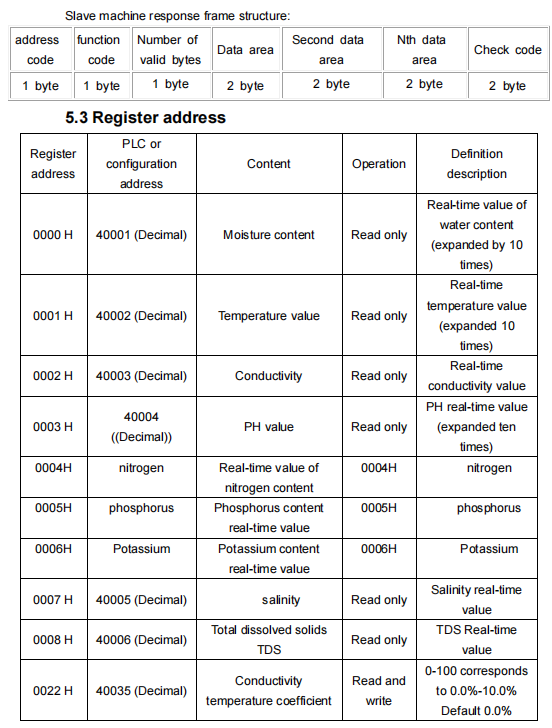 Slave machine response frame structure:
address code function code Number of valid bytes Data area Second data area Nth data area Check code
1 byte 1 byte 1 byte 2 byte 2 byte 2 byte 2 byte
5.3 Register address
Register address PLC or configuration address Content Operation Definition description
0000 H 40001 (Decimal) Moisture content Read only Real-time value of water content (expanded by 10 times)
0001 H 40002 (Decimal) Temperature value Read only Real-time temperature value (expanded 10 times)
0002 H 40003 (Decimal) Conductivity Read only Real-time conductivity value
0003 H 40004 ((Decimal)) PH value Read only PH real-time value (expanded ten times)
0004H nitrogen Real-time value of nitrogen content 0004H nitrogen
0005H phosphorus Phosphorus content real-time value 0005H phosphorus
0006H Potassium Potassium content real-time value 0006H Potassium
0007 H 40005 (Decimal) salinity Read only Salinity real-time value
0008 H 40006 (Decimal) Total dissolved solids TDS Read only TDS Real-time value
0022 H 40035 (Decimal) Conductivity temperature coefficient Read and write 0-100 corresponds to 0.0%-10.0% Default 0.0%